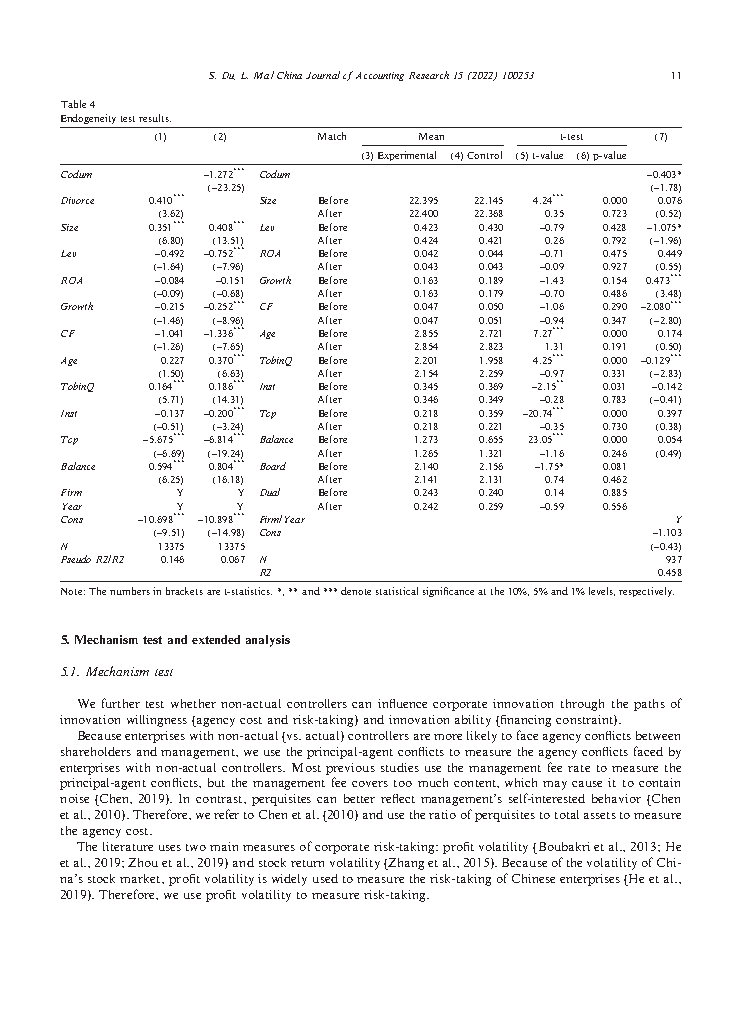 S. Du, L. Ma / China Journal of Accounting Research 15 (2022) 100253 11
Table 4
Endogeneity test results.
(1) (2) Match Mean t-test (7)
(3) Experimental (4) Control (5) t-value (6) p-value
Codum −1.272*** Codum −0.403*
(−23.25) (−1.78)
Divorce 0.410*** Size Before 22.395 22.145 4.24*** 0.000 0.076
(3.62) After 22.400 22.368 0.35 0.723 (0.52)
Size 0.351*** 0.408*** Lev Before 0.423 0.430 −0.79 0.428 −1.075*
(6.80) (13.51) After 0.424 0.421 0.26 0.792 (−1.96)
Lev −0.492 −0.752*** ROA Before 0.042 0.044 −0.71 0.475 0.449
(−1.64) (−7.96) After 0.043 0.043 −0.09 0.927 (0.55)
ROA −0.084 −0.151 Growth Before 0.163 0.189 −1.43 0.154 0.473***
(−0.09) (−0.68) After 0.163 0.179 −0.70 0.486 (3.48)
Growth −0.215 −0.252*** CF Before 0.047 0.050 −1.06 0.290 −2.080***
(−1.46) (−8.96) After 0.047 0.051 −0.94 0.347 (−2.80)
CF −1.041 −1.336*** Age Before 2.855 2.721 7.27*** 0.000 0.174
(−1.26) (−7.65) After 2.854 2.823 1.31 0.191 (0.50)
Age 0.227 0.370*** TobinQ Before 2.201 1.958 4.25*** 0.000 −0.129***
(1.50) (6.63) After 2.154 2.259 −0.97 0.331 (−2.83)
TobinQ 0.164*** 0.186*** Inst Before 0.345 0.369 −2.15** 0.031 −0.142
(5.71) (14.31) After 0.346 0.349 −0.28 0.783 (−0.41)
Inst −0.137 −0.200*** Top Before 0.218 0.359 −20.74*** 0.000 0.397
(−0.51) (−3.24) After 0.218 0.221 −0.35 0.730 (0.38)
Top −5.675*** −6.814*** Balance Before 1.273 0.655 23.05*** 0.000 0.054
(−6.69) (−19.24) After 1.265 1.321 −1.16 0.246 (0.49)
Balance 0.594*** 0.804*** Board Before 2.140 2.156 −1.75* 0.081
(6.25) (16.18) After 2.141 2.131 0.74 0.462
Firm Y Y Dual Before 0.243 0.240 0.14 0.885
Year Y Y After 0.242 0.259 −0.59 0.556
Cons −10.698*** −10.898*** Firm/Year Y
(−9.51) (−14.98) Cons −1.103
N 13375 13375 (−0.43)
Pseudo R2/R2 0.146 0.067 N 937
R2 0.458
Note: The numbers in brackets are t-statistics. *, ** and *** denote statistical significance at the 10%, 5% and 1% levels, respectively.
5. Mechanism test and extended analysis
5.1. Mechanism test
We further test whether non-actual controllers can influence corporate innovation through the paths of
innovation willingness (agency cost and risk-taking) and innovation ability (financing constraint).
Because enterprises with non-actual (vs. actual) controllers are more likely to face agency conflicts between
shareholders and management, we use the principal-agent conflicts to measure the agency conflicts faced by
enterprises with non-actual controllers. Most previous studies use the management fee rate to measure the
principal-agent conflicts, but the management fee covers too much content, which may cause it to contain
noise (Chen, 2019). In contrast, perquisites can better reflect management's self-interested behavior (Chen
et al., 2010). Therefore, we refer to Chen et al. (2010) and use the ratio of perquisites to total assets to measure
the agency cost.
The literature uses two main measures of corporate risk-taking: profit volatility (Boubakri et al., 2013; He
et al., 2019; Zhou et al., 2019) and stock return volatility (Zhang et al., 2015). Because of the volatility of Chi-
na's stock market, profit volatility is widely used to measure the risk-taking of Chinese enterprises (He et al.,
2019). Therefore, we use profit volatility to measure risk-taking.